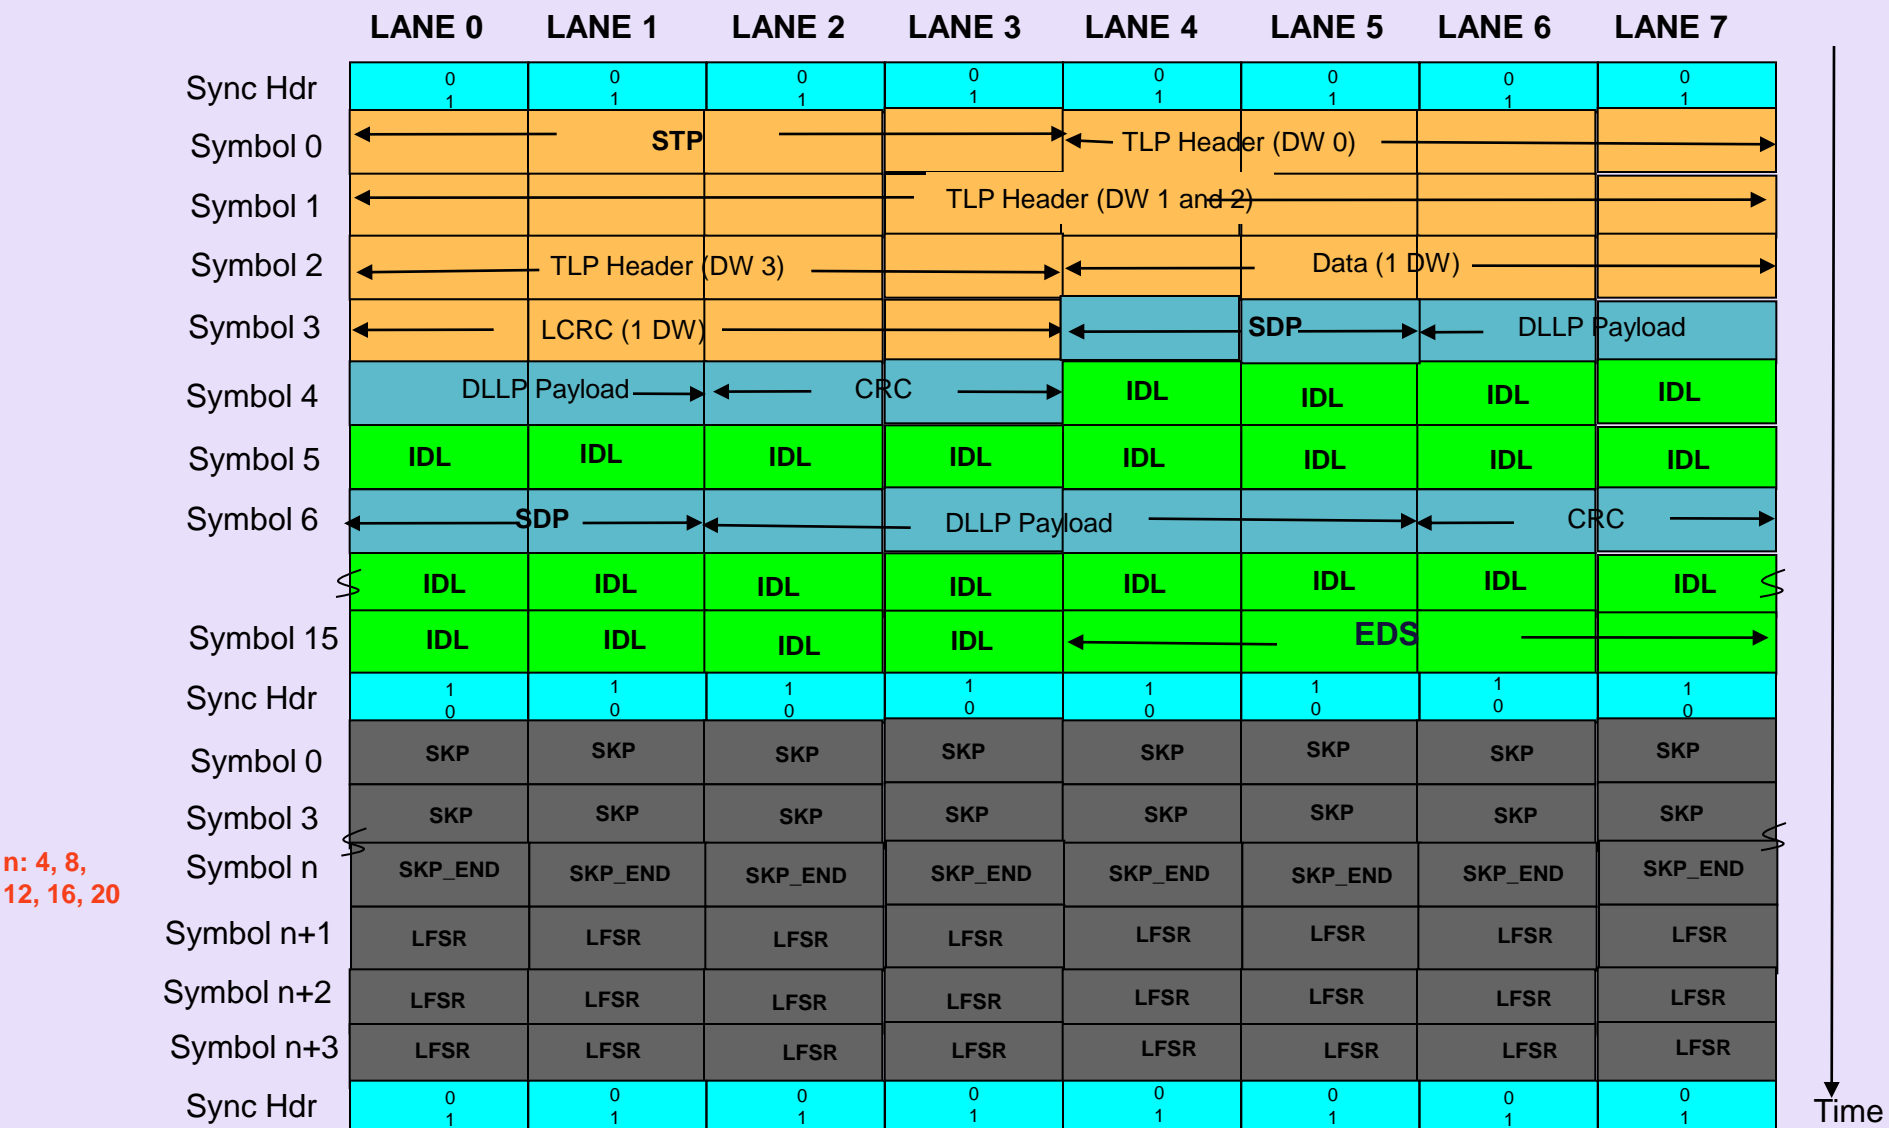 LANE 0 LANE 1 LANE 2 LANE 3 LANE 4 LANE 5 LANE 6 LANE 7
Sync Hdr 0 0 0 0 0 0 0 0
1 1 1 1 1 1 1 1
Symbol 0 STP TLP Header (DW 0)
Symbol 1 TLP Header (DW 1 and 2)
Symbol 2 TLP Header (DW 3) Data (1 DW)
Symbol 3 LCRC (1 DW) SDP DLLP Payload
Symbol 4 DLLP Payload CRC IDL IDL IDL IDL
Symbol 5 IDL IDL IDL IDL IDL IDL IDL IDL
Symbol 6 SDP DLLP Payload CRC
IDL IDL IDL IDL IDL IDL IDL IDL
Symbol 15 IDL IDL IDL IDL EDS
Sync Hdr 1 1 1 1 1 1 1 1
0 0 0 0 0 0 0 0
Symbol 0 SKP SKP SKP SKP SKP SKP SKP SKP
Symbol 3 SKP SKP SKP SKP SKP SKP SKP SKP
n: 4, 8,
12, 16, 20
Symbol n SKP_END SKP_END SKP_END SKP_END SKP_END SKP_END SKP_END SKP_END
Symbol n+1 LFSR LFSR LFSR LFSR LFSR LFSR LFSR LFSR
Symbol n+2 LFSR LFSR LFSR LFSR LFSR LFSR LFSR LFSR
Symbol n+3 LFSR LFSR LFSR LFSR LFSR LFSR LFSR LFSR
Sync Hdr 0 0 0 0 0 0 0 0
1 1 1 1 1 1 1 1
Time